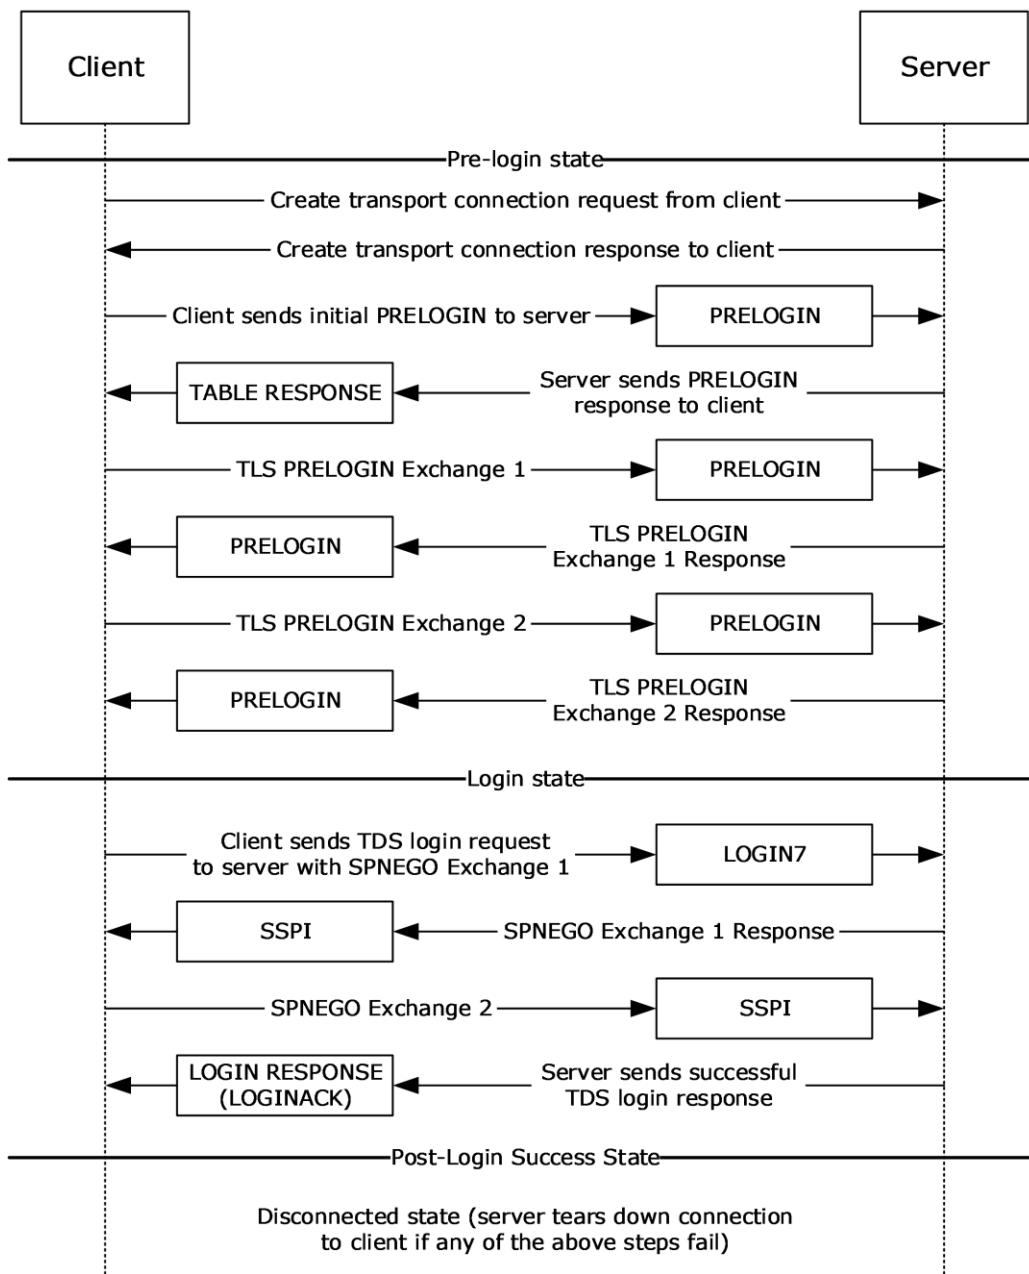 Client
Server
Pre-login state
Create transport connection request from client
Create transport connection response to client
Client sends initial PRELOGIN to server
PRELOGIN
TABLE RESPONSE
Server sends PRELOGIN
response to client
TLS PRELOGIN Exchange 1
PRELOGIN
PRELOGIN
TLS PRELOGIN
Exchange 1 Response
TLS PRELOGIN Exchange 2
PRELOGIN
PRELOGIN
TLS PRELOGIN
Exchange 2 Response
Login state
Client sends TDS login request
to server with SPNEGO Exchange 1
LOGIN7
SSPI
SPNEGO Exchange 1 Response
SPNEGO Exchange 2
SSPI
LOGIN RESPONSE
(LOGINACK)
Server sends successful
TDS login response
Post-Login Success State
Disconnected state (server tears down connection
to client if any of the above steps fail)